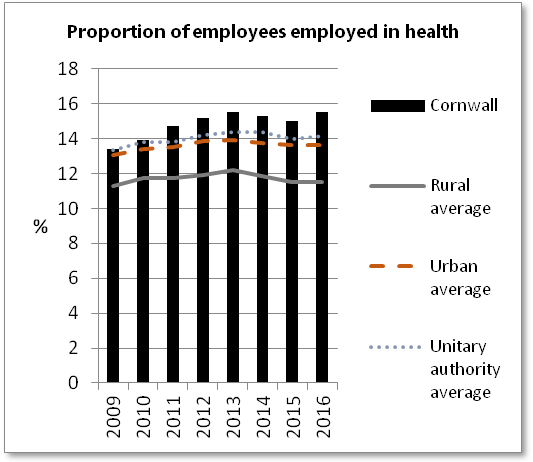 Proportion of employees employed in health
18
16
14
12
10
8
6
4
2
0
%
2009
2010
2011
2012
2013
2014
2015
2016
Cornwall
Rural
average
Urban
average
Unitary
authority
average